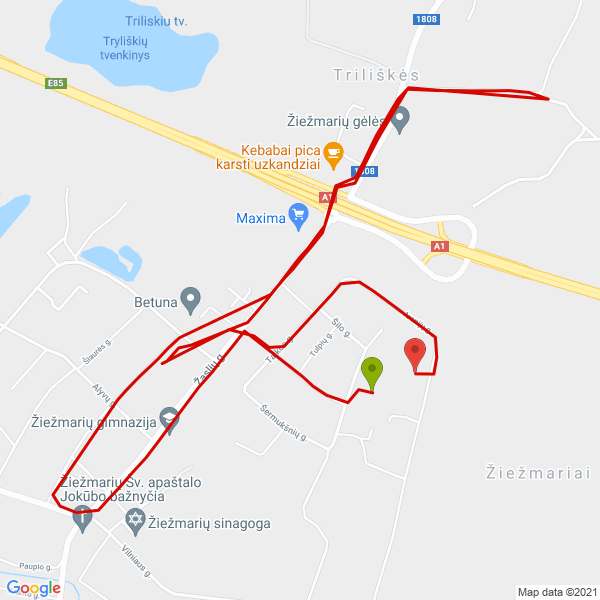 1808
Triliskiu tv.
Tryliškių
tvenkinys
Triliškės
E85
Žiežmarių gėlės
Kebabai pica
karsti uzkandziai
1808
A1
Maxima
A1
Betuna
Šilo g.
Tulpių g.
Šiaurės g.
Žaslių g.
Alyvų g.
Šermukšnių g.
Žiežmarių gimnazija
Žiežmarių Šv. apaštalo
Jokūbo bažnyčia
Žiežmariai
Žiežmarių sinagoga
Vilniaus g.
Paupio g.
Google
Map data ©2021